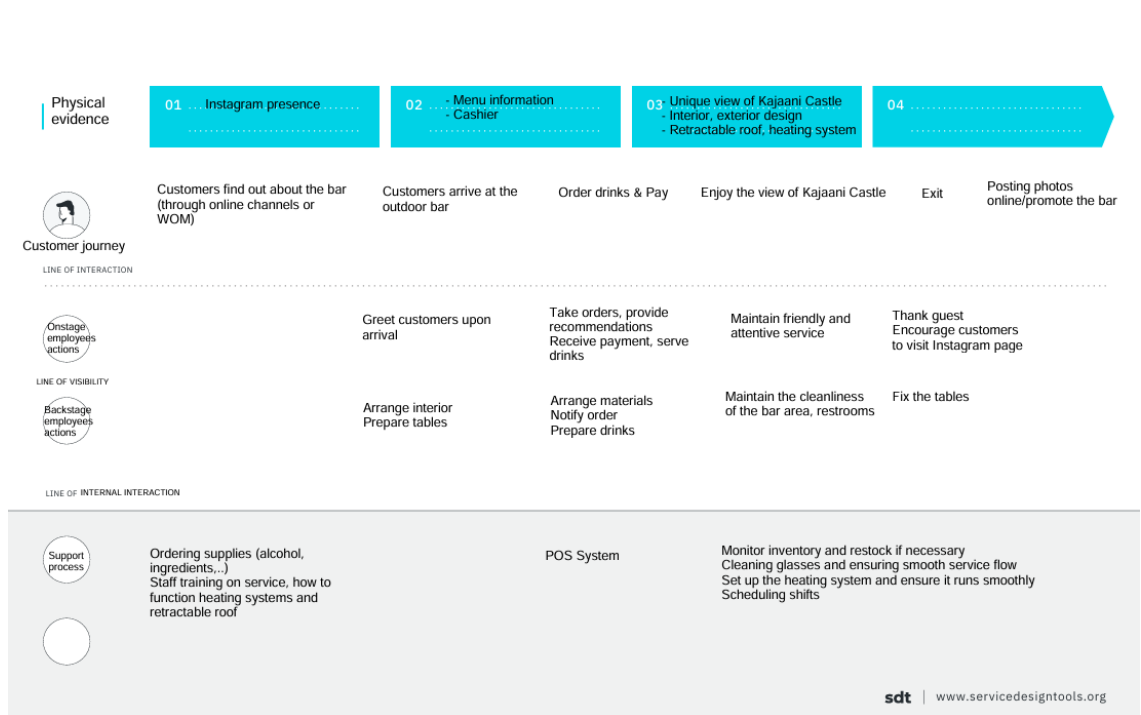 Physical
evidence
01 Instagram presence
02 - Menu information
- Cashier
03 - Unique view of Kajaani Castle
- Interior, exterior design
- Retractable roof, heating system
04
Customer journey
Customers find out about the bar
(through online channels or
WOM)
Customers arrive at the
outdoor bar
Order drinks & Pay
Enjoy the view of Kajaani Castle
Exit
Posting photos
online/promote the bar
LINE OF INTERACTION
Onstage
employees
actions
Greet customers upon
arrival
Take orders, provide
recommendations
Receive payment, serve
drinks
Maintain friendly and
attentive service
Thank guest
Encourage customers
to visit Instagram page
LINE OF VISIBILITY
Backstage
employees
actions
Arrange interior
Prepare tables
Arrange materials
Notify order
Prepare drinks
Maintain the cleanliness
of the bar area, restrooms
Fix the tables
LINE OF INTERNAL INTERACTION
Support
process
Ordering supplies (alcohol,
ingredients,..)
Staff training on service, how to
function heating systems and
retractable roof
POS System
Monitor inventory and restock if necessary
Cleaning glasses and ensuring smooth service flow
Set up the heating system and ensure it runs smoothly
Scheduling shifts
sdt | www.servicedesigntools.org